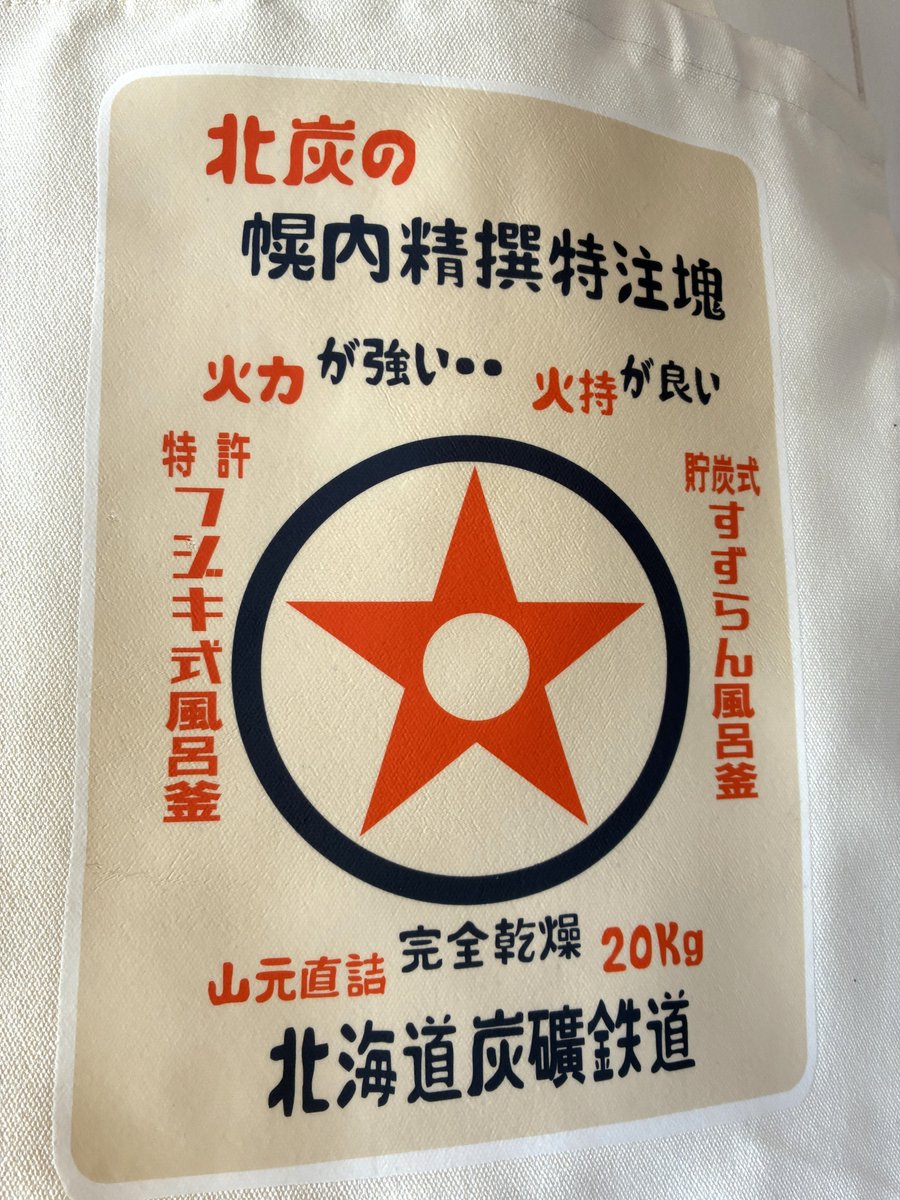 北炭の
幌内精撰特注塊
火力が強い・・ 火持が良い
特許
フジキ式風呂釜
貯炭式
すずらん風呂釜
山元直詰 完全乾燥 20Kg
北海道炭礦鉄道